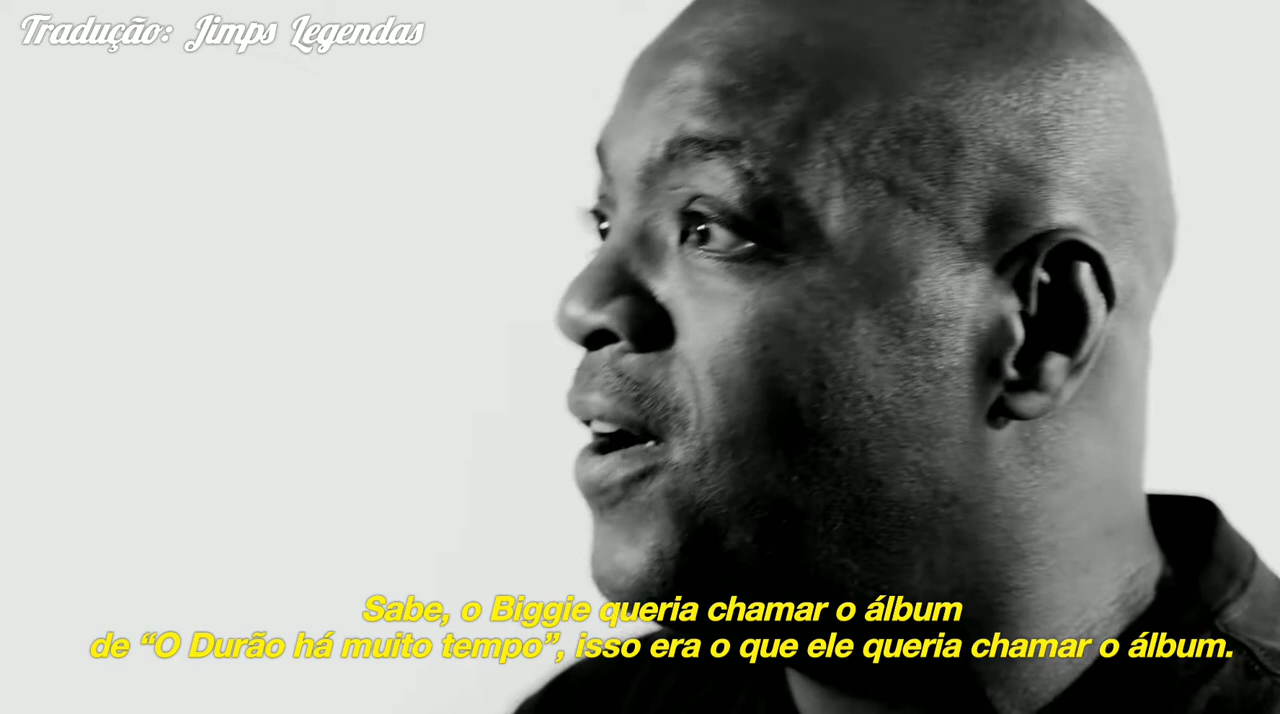 Tradução: Jimps Legendas
Sabe, o Biggie queria chamar o álbum
de “O Durão há muito tempo”, isso era o que ele queria chamar o álbum.